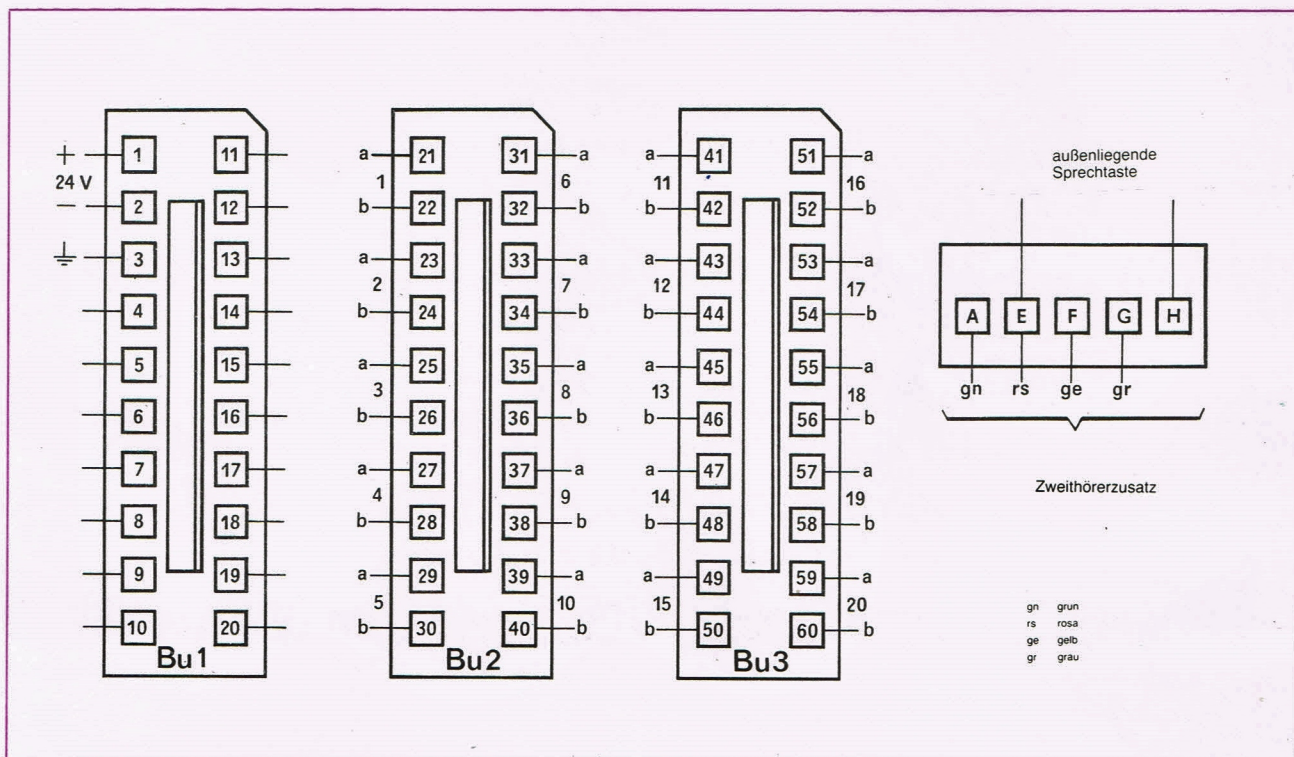 + 1 11
24 V
− 2 12
3 13
4 14
5 15
6 16
7 17
8 18
9 19
10 20
Bu1
a 21 31 a
1 6
b 22 32 b
a 23 33 a
2 7
b 24 34 b
a 25 35 a
3 8
b 26 36 b
a 27 37 a
4 9
b 28 38 b
a 29 39 a
5 10
b 30 40 b
Bu2
a 41 51 a
11 16
b 42 52 b
a 43 53 a
12 17
b 44 54 b
a 45 55 a
13 18
b 46 56 b
a 47 57 a
14 19
b 48 58 b
a 49 59 a
15 20
b 50 60 b
Bu3
außenliegende
Sprechtaste
A E F G H
gn rs ge gr
Zweithörerzusatz
gn grun
rs rosa
ge gelb
gr grau